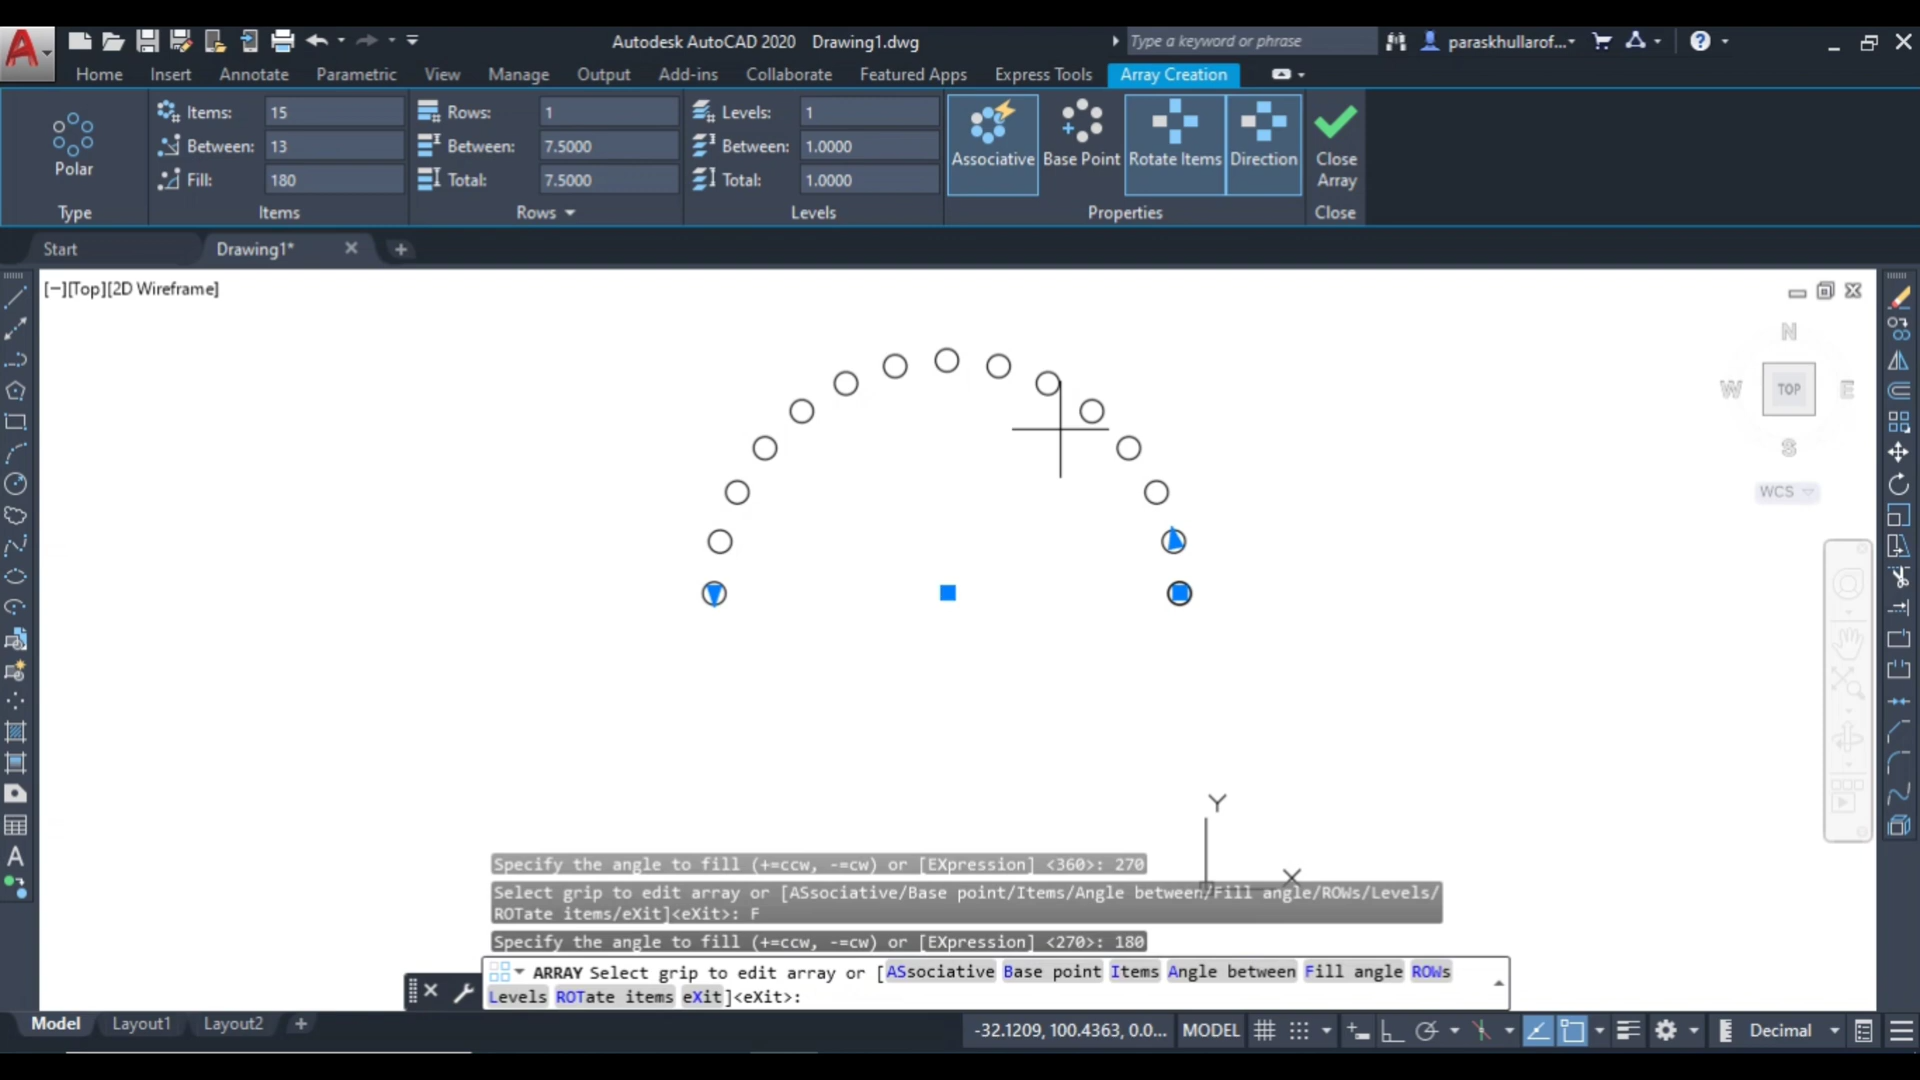 Autodesk AutoCAD 2020 Drawing1.dwg Type a keyword or phrase paraskhullarof...
Home Insert Annotate Parametric View Manage Output Add-ins Collaborate Featured Apps Express Tools Array Creation
Items: 15 Rows: 1 Levels: 1
Between: 13 Between: 7.5000 Between: 1.0000
Fill: 180 Total: 7.5000 Total: 1.0000
Polar
Associative Base Point Rotate Items Direction Close
Array
Type Items Rows Levels Properties Close
Start Drawing1*
[−][Top][2D Wireframe]
N
W TOP E
S
WCS
Y
X
Specify the angle to fill (+=ccw, -=cw) or [EXpression] <360>: 270
Select grip to edit array or [ASsociative/Base point/Items/Angle between/Fill angle/ROWs/Levels/
ROTate items/eXit]<eXit>: F
Specify the angle to fill (+=ccw, -=cw) or [EXpression] <270>: 180
ARRAY Select grip to edit array or [ASsociative Base point Items Angle between Fill angle ROWs
Levels ROTate items eXit]<eXit>:
Model Layout1 Layout2
-32.1209, 100.4363, 0.0... MODEL Decimal